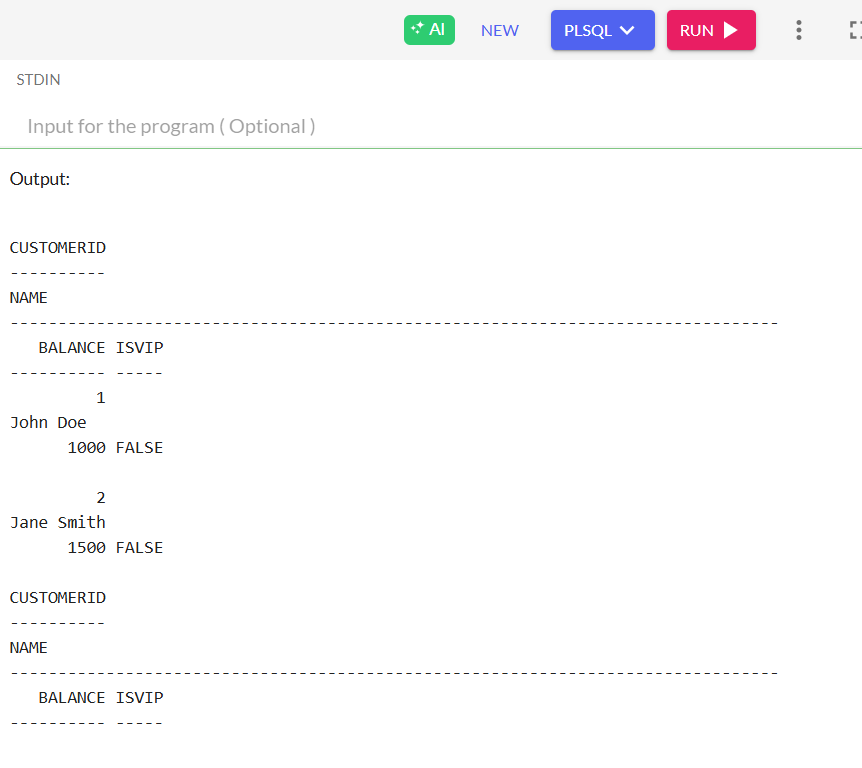 AI NEW PLSQL RUN
STDIN
Input for the program ( Optional )
Output:
CUSTOMERID
----------
NAME
--------------------------------------------------------------------------------
   BALANCE ISVIP
---------- -----
         1
John Doe
      1000 FALSE
         2
Jane Smith
      1500 FALSE
CUSTOMERID
----------
NAME
--------------------------------------------------------------------------------
   BALANCE ISVIP
---------- -----